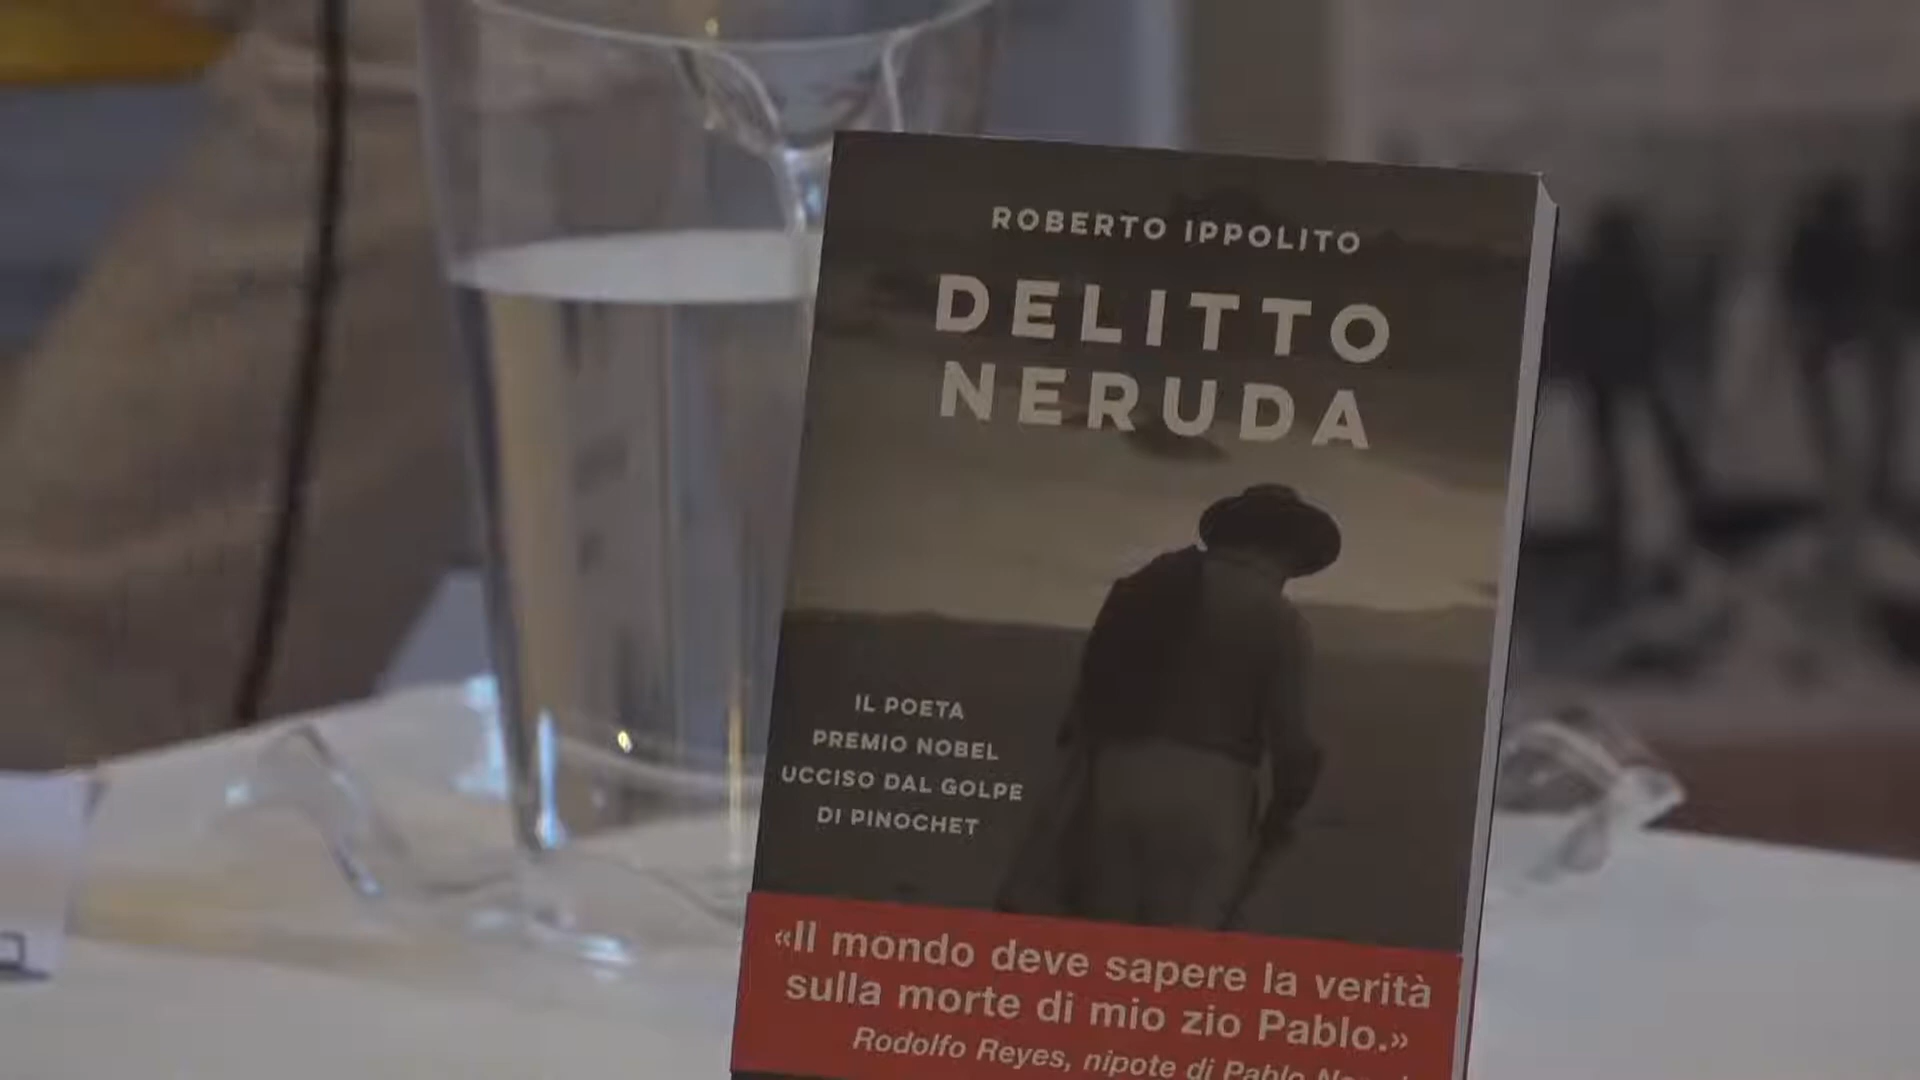 ROBERTO IPPOLITO
DELITTO
NERUDA
IL POETA
PREMIO NOBEL
UCCISO DAL GOLPE
DI PINOCHET
«Il mondo deve sapere la verità
sulla morte di mio zio Pablo.»
Rodolfo Reyes, nipote di Pablo